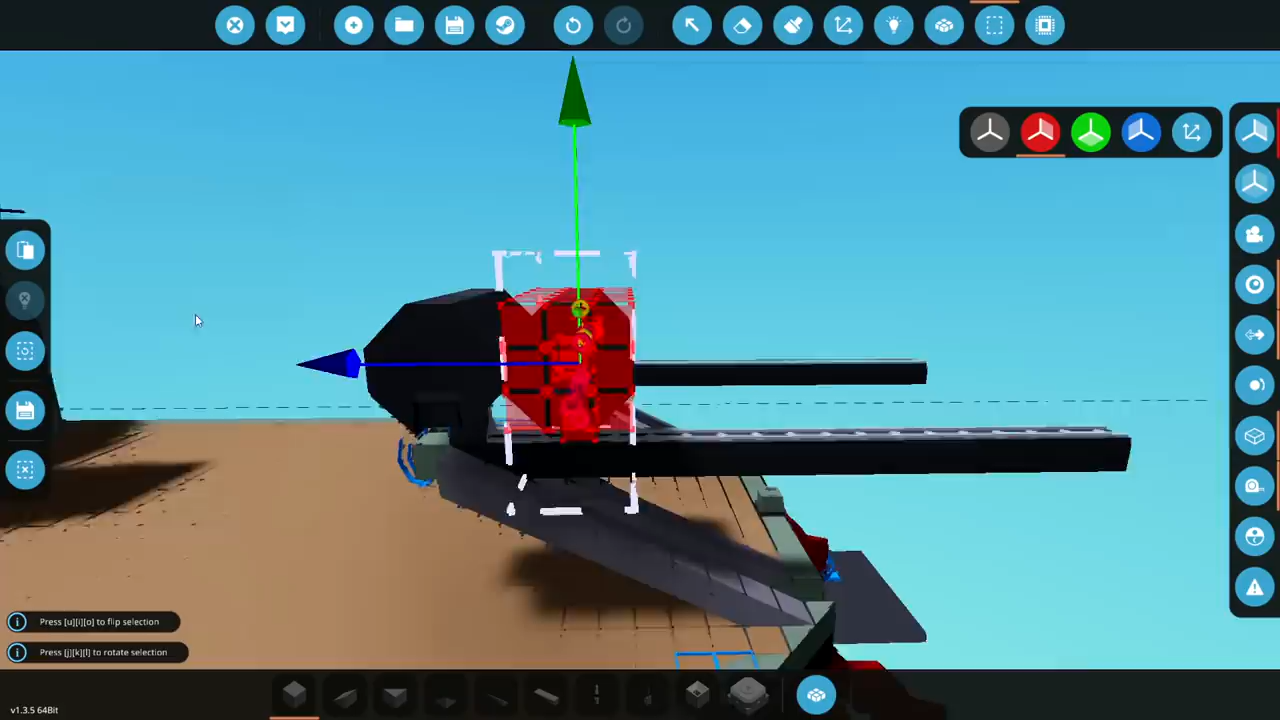 Press [u][i][o] to flip selection
Press [j][k][l] to rotate selection
v1.3.5 64Bit